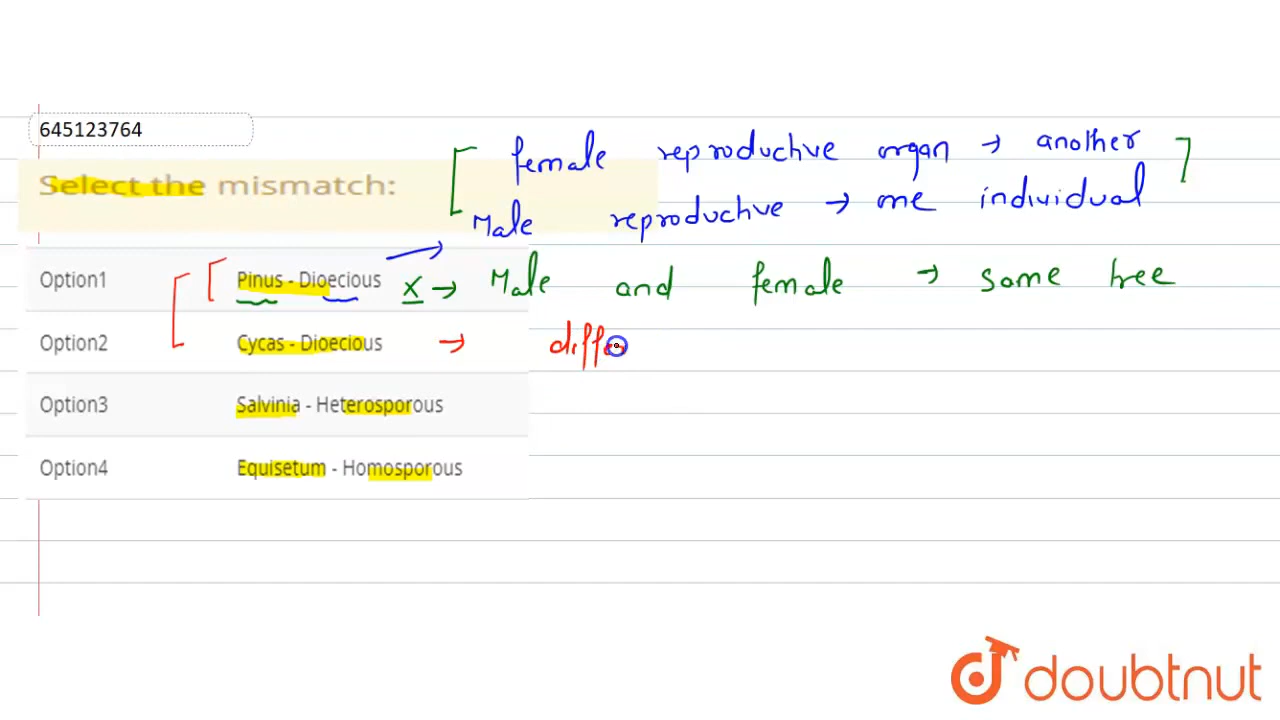 645123764
female reproductive organ → another
Select the mismatch:
Male reproductive → one individual
Option1 Pinus - Dioecious X → Male and female → same tree
Option2 Cycas - Dioecious → diffe
Option3 Salvinia - Heterosporous
Option4 Equisetum - Homosporous
doubtnut